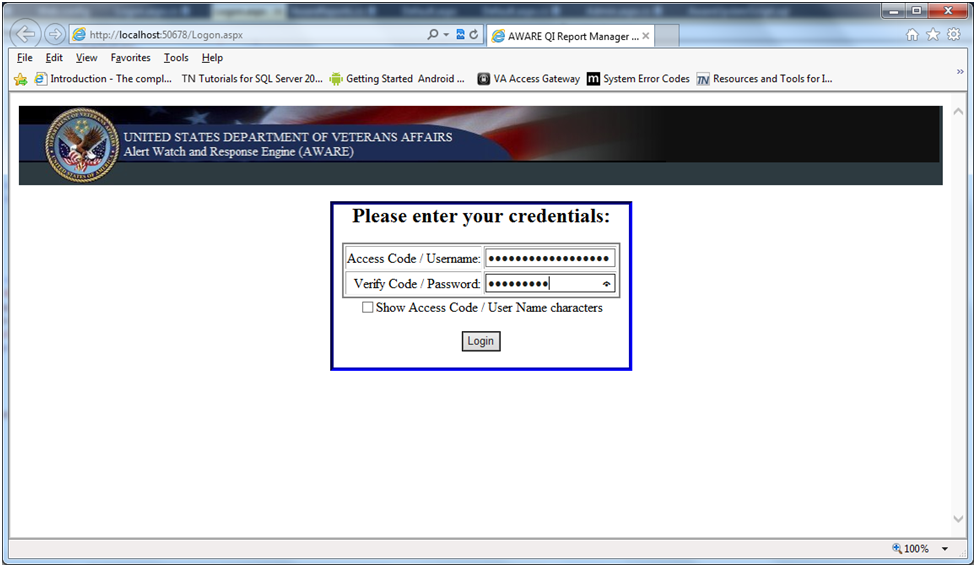 http://localhost:50678/Logon.aspx
AWARE QI Report Manager ...
File Edit View Favorites Tools Help
Introduction - The compl... TN Tutorials for SQL Server 20... Getting Started Android ... VA Access Gateway m System Error Codes TN Resources and Tools for I...
UNITED STATES DEPARTMENT OF VETERANS AFFAIRS
Alert Watch and Response Engine (AWARE)
Please enter your credentials:
Access Code / Username:
Verify Code / Password:
Show Access Code / User Name characters
Login
100%